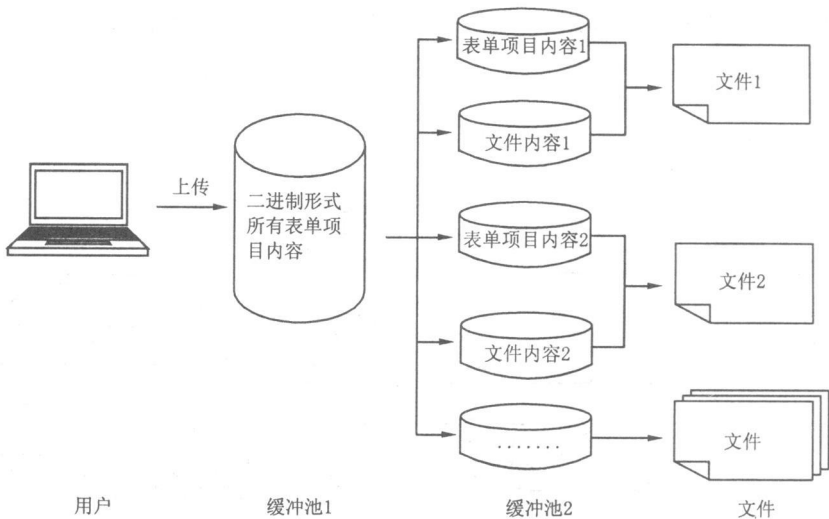 表单项目内容1
文件1
文件内容1
上传
二进制形式
所有表单项
目内容
表单项目内容2
文件2
文件内容2
.......
文件
用户
缓冲池1
缓冲池2
文件